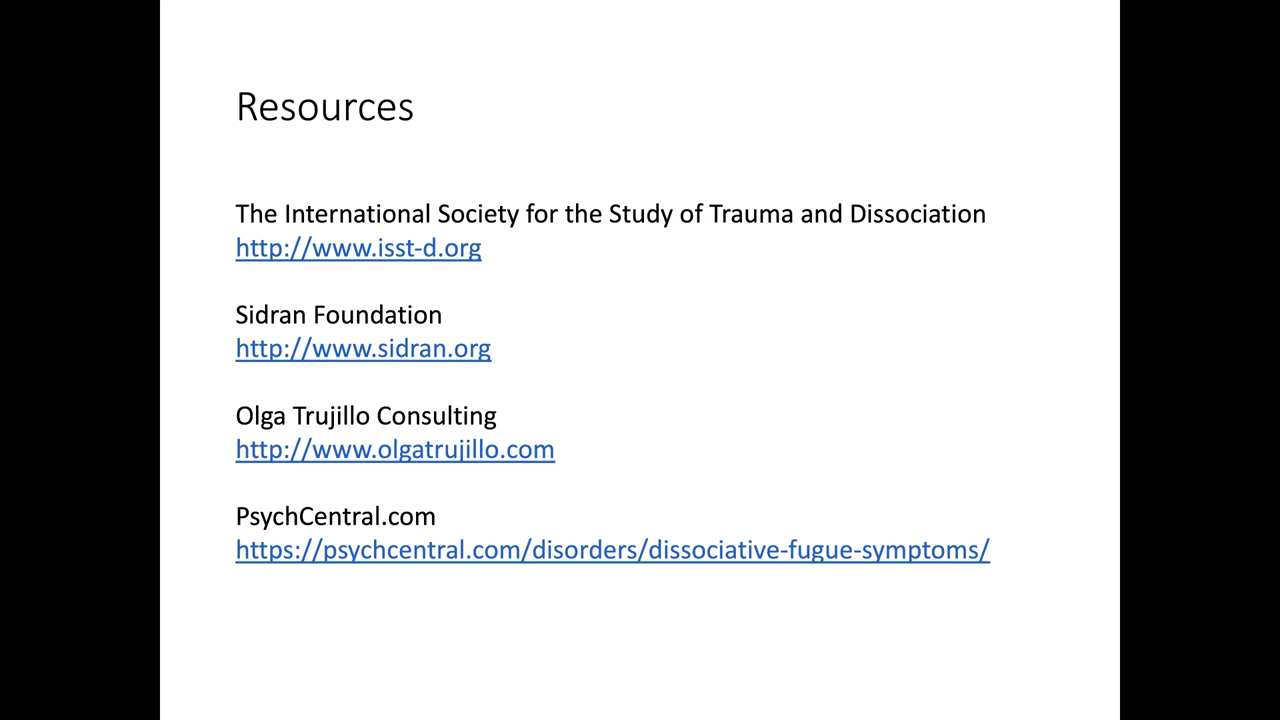 Resources
The International Society for the Study of Trauma and Dissociation
http://www.isst-d.org
Sidran Foundation
http://www.sidran.org
Olga Trujillo Consulting
http://www.olgatrujillo.com
PsychCentral.com
https://psychcentral.com/disorders/dissociative-fugue-symptoms/